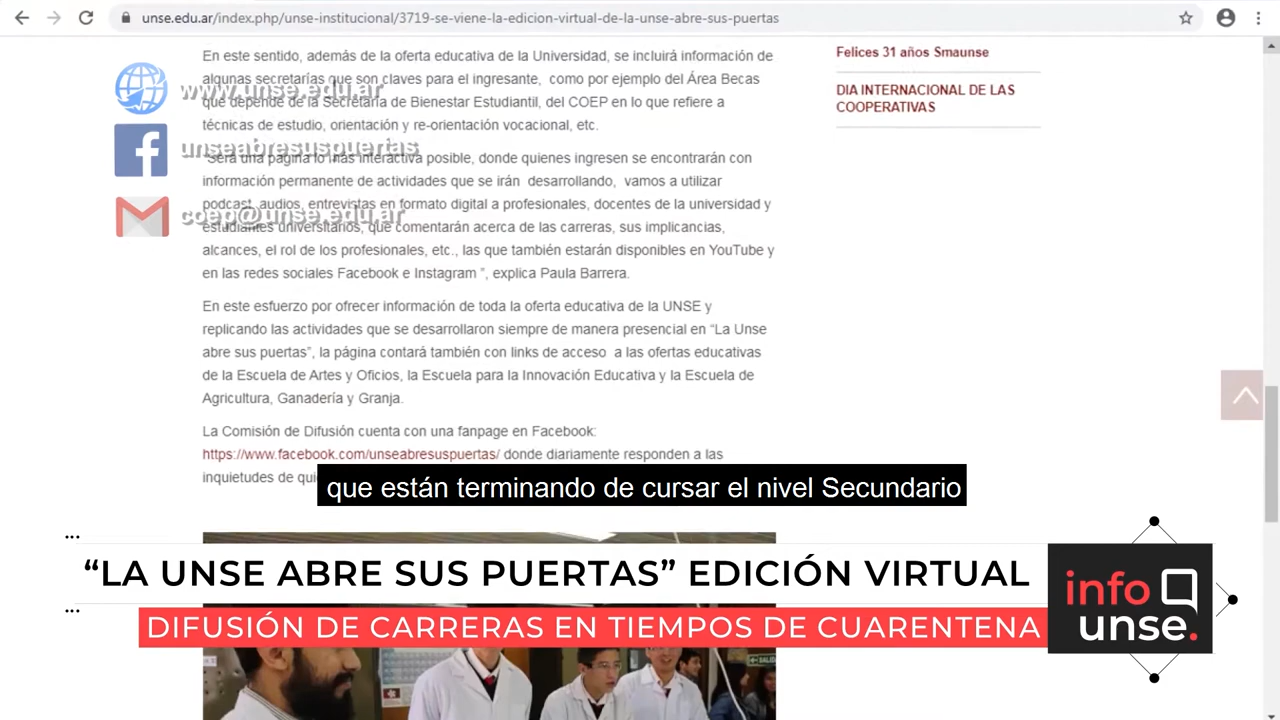 unse.edu.ar/index.php/unse-institucional/3719-se-viene-la-edicion-virtual-de-la-unse-abre-sus-puertas
En este sentido, además de la oferta educativa de la Universidad, se incluirá información de
algunas secretarías que son claves para el ingresante, como por ejemplo del Área Becas
que depende de la Secretaría de Bienestar Estudiantil, del COEP en lo que refiere a
técnicas de estudio, orientación y re-orientación vocacional, etc.
"Será una página lo más interactiva posible, donde quienes ingresen se encontrarán con
información permanente de actividades que se irán desarrollando, vamos a utilizar
podcast, audios, entrevistas en formato digital a profesionales, docentes de la universidad y
estudiantes universitarios, que comentarán acerca de las carreras, sus implicancias,
alcances, el rol de los profesionales, etc., las que también estarán disponibles en YouTube y
en las redes sociales Facebook e Instagram ", explica Paula Barrera.
En este esfuerzo por ofrecer información de toda la oferta educativa de la UNSE y
replicando las actividades que se desarrollaron siempre de manera presencial en “La Unse
abre sus puertas”, la página contará también con links de acceso a las ofertas educativas
de la Escuela de Artes y Oficios, la Escuela para la Innovación Educativa y la Escuela de
Agricultura, Ganadería y Granja.
La Comisión de Difusión cuenta con una fanpage en Facebook:
https://www.facebook.com/unseabresuspuertas/ donde diariamente responden a las
inquietudes de
Felices 31 años Smaunse
DIA INTERNACIONAL DE LAS
COOPERATIVAS
www.unse.edu.ar
unseabresuspuertas
coep@unse.edu.ar
que están terminando de cursar el nivel Secundario
“LA UNSE ABRE SUS PUERTAS” EDICIÓN VIRTUAL
DIFUSIÓN DE CARRERAS EN TIEMPOS DE CUARENTENA
info
unse.
SALIDA